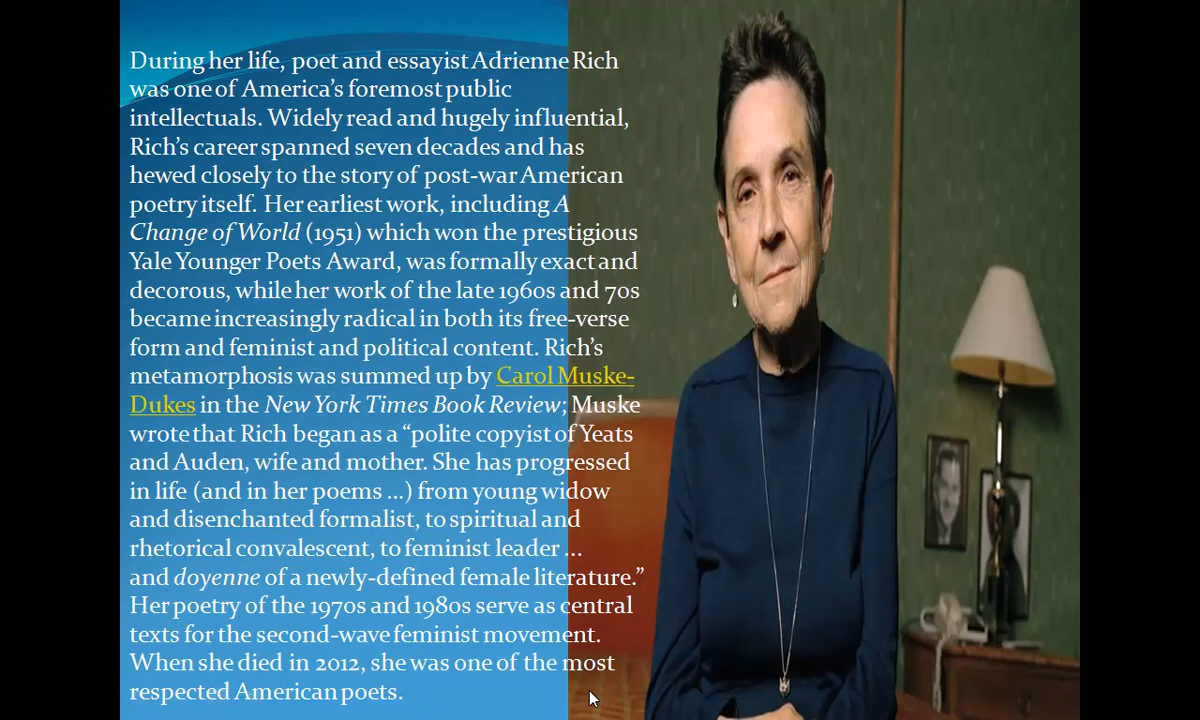 During her life, poet and essayist Adrienne Rich
was one of America's foremost public
intellectuals. Widely read and hugely influential,
Rich's career spanned seven decades and has
hewed closely to the story of post-war American
poetry itself. Her earliest work, including A
Change of World (1951) which won the prestigious
Yale Younger Poets Award, was formally exact and
decorous, while her work of the late 1960s and 70s
became increasingly radical in both its free-verse
form and feminist and political content. Rich's
metamorphosis was summed up by Carol Muske-
Dukes in the New York Times Book Review; Muske
wrote that Rich began as a “polite copyist of Yeats
and Auden, wife and mother. She has progressed
in life (and in her poems …) from young widow
and disenchanted formalist, to spiritual and
rhetorical convalescent, to feminist leader …
and doyenne of a newly-defined female literature.”
Her poetry of the 1970s and 1980s serve as central
texts for the second-wave feminist movement.
When she died in 2012, she was one of the most
respected American poets.